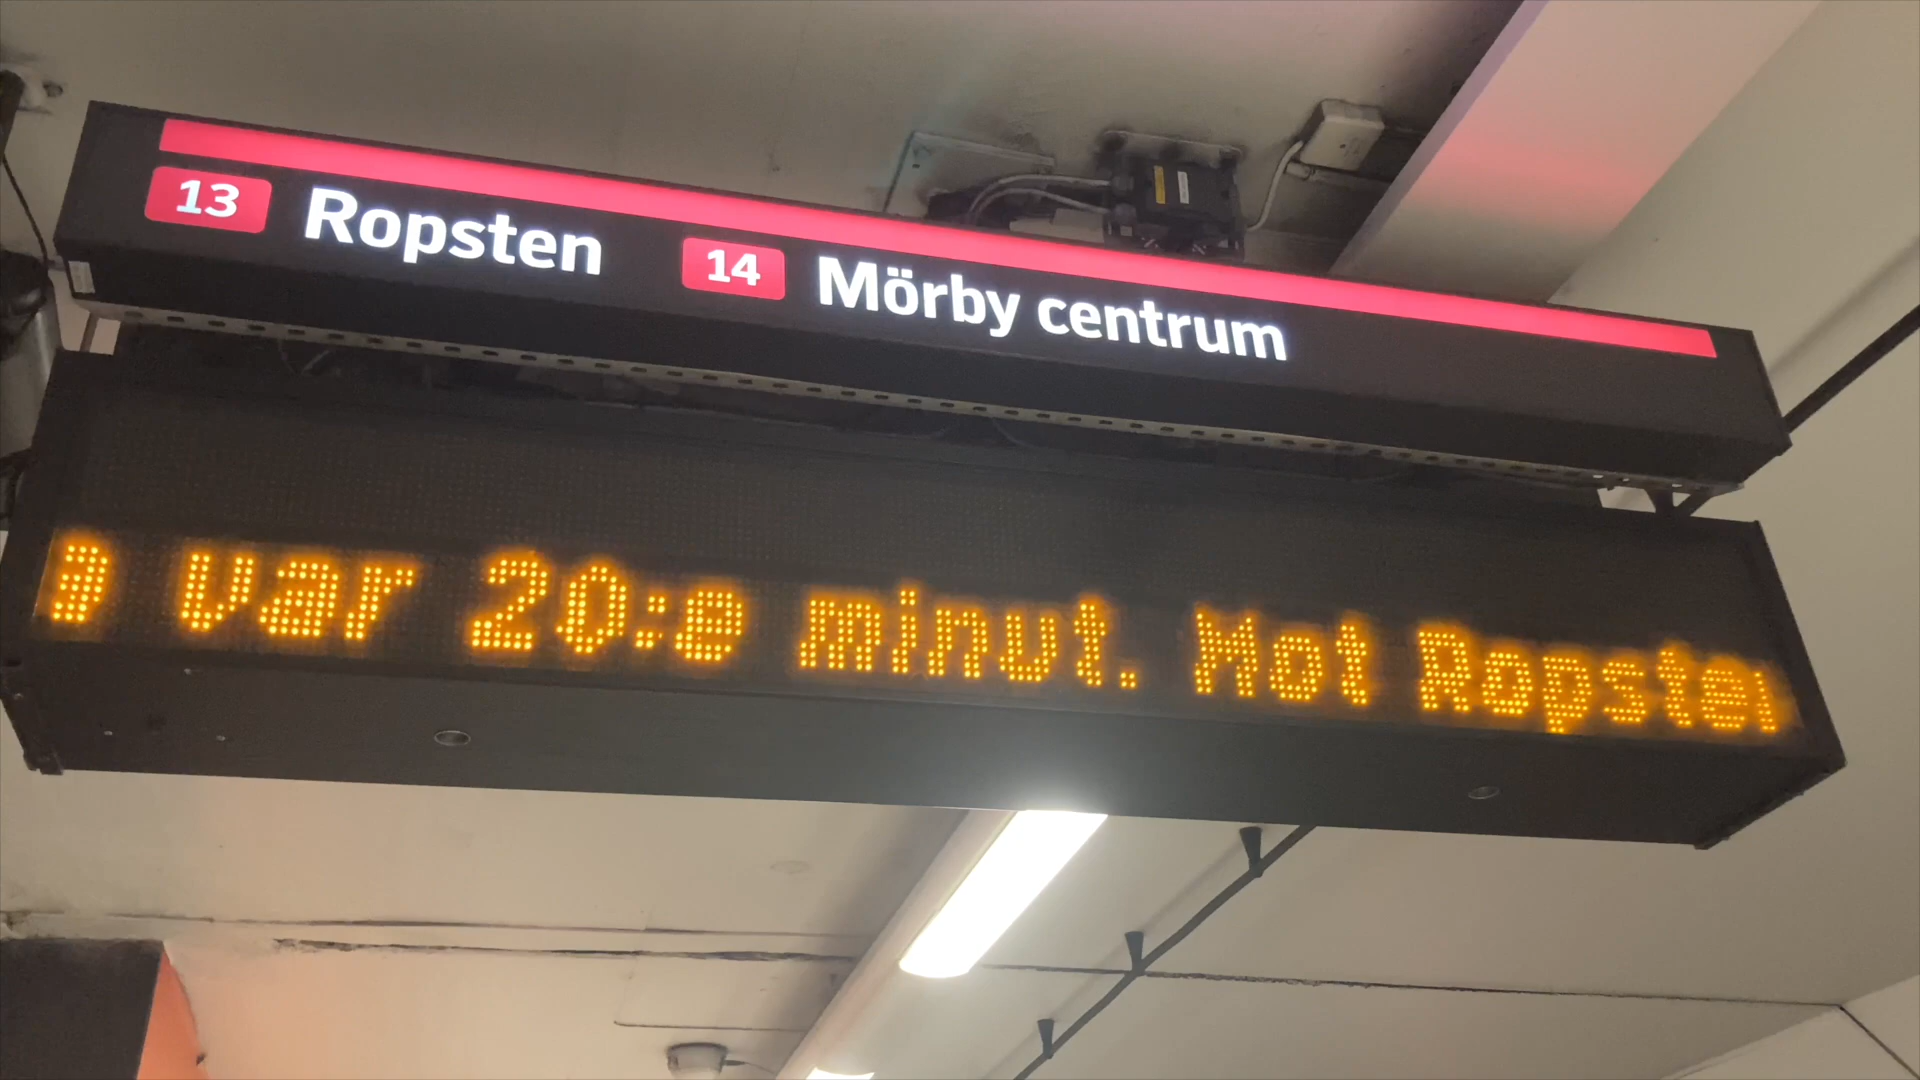 13 Ropsten 14 Mörby centrum
var 20:e minut. Mot Ropsten